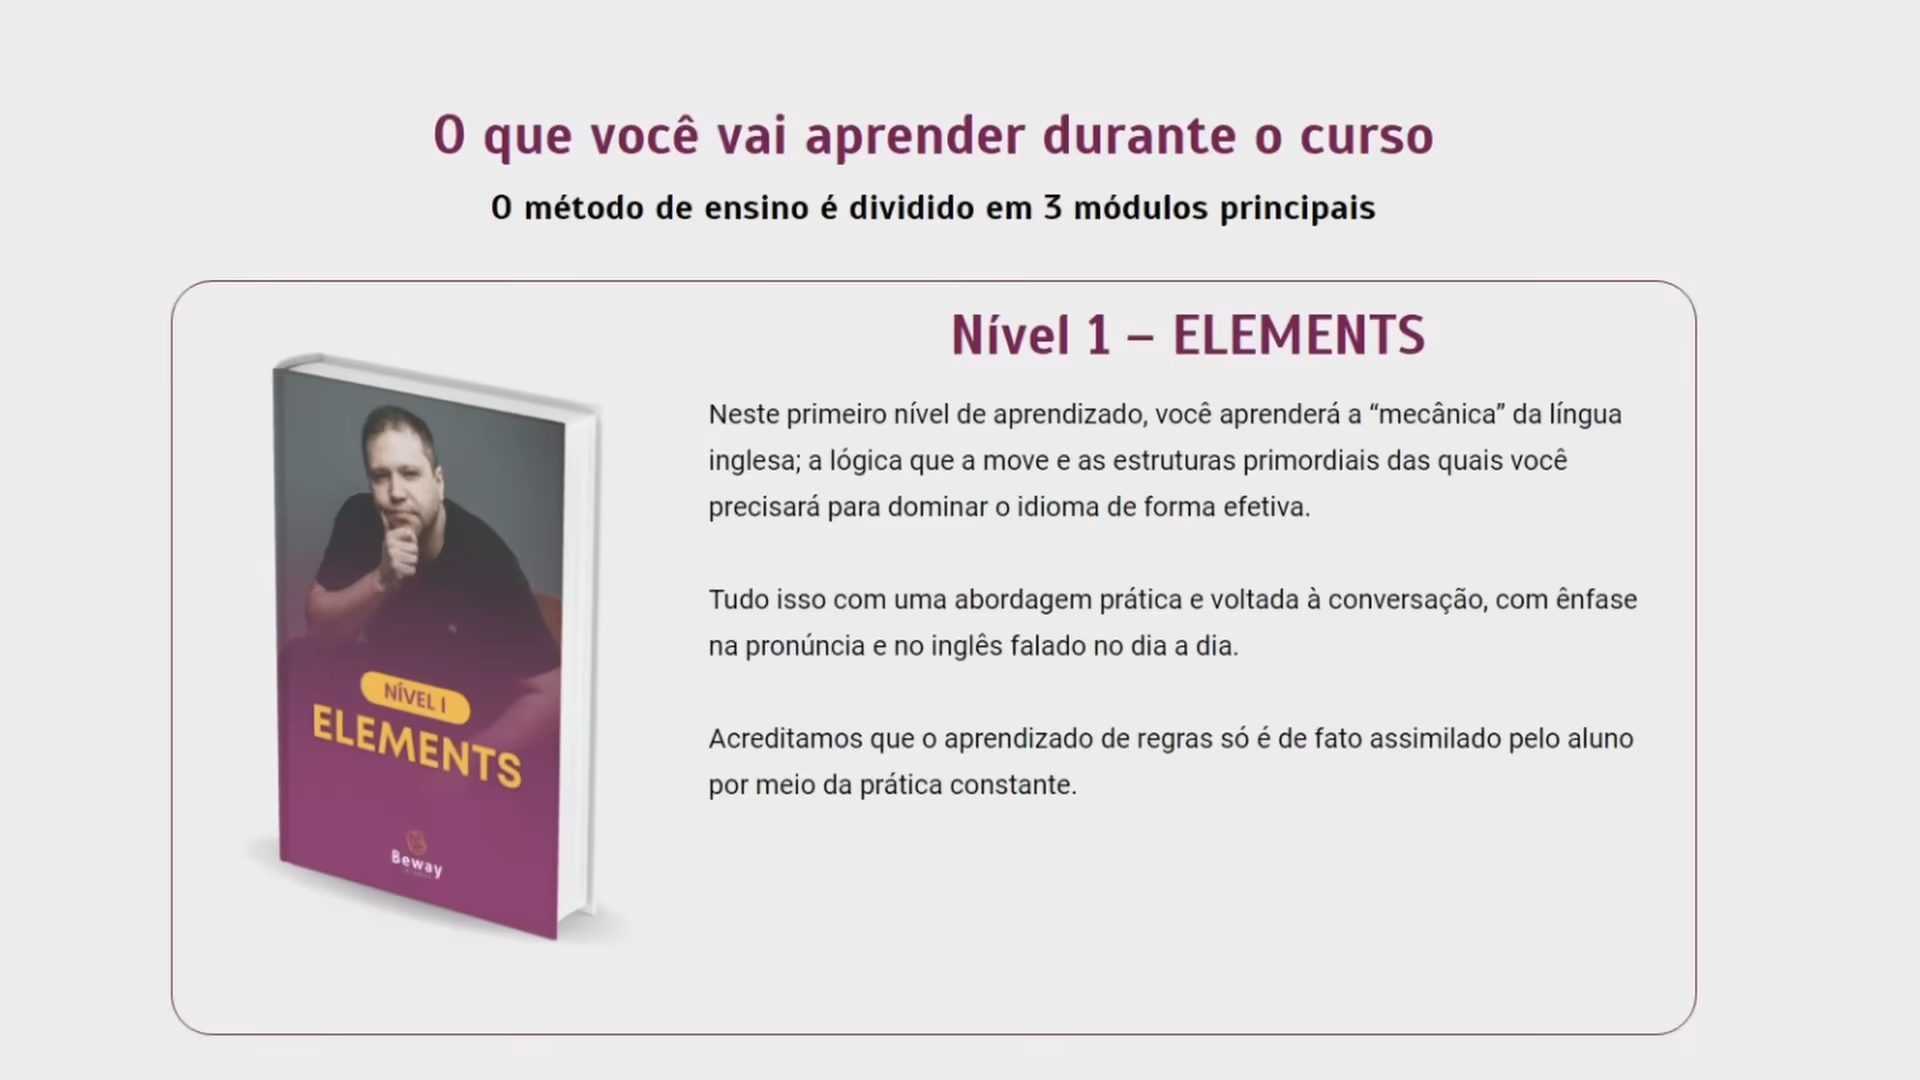 O que você vai aprender durante o curso
O método de ensino é dividido em 3 módulos principais
Nível 1 – ELEMENTS
Neste primeiro nível de aprendizado, você aprenderá a “mecânica” da língua
inglesa; a lógica que a move e as estruturas primordiais das quais você
precisará para dominar o idioma de forma efetiva.
Tudo isso com uma abordagem prática e voltada à conversação, com ênfase
na pronúncia e no inglês falado no dia a dia.
Acreditamos que o aprendizado de regras só é de fato assimilado pelo aluno
por meio da prática constante.
NÍVEL I
ELEMENTS
Beway